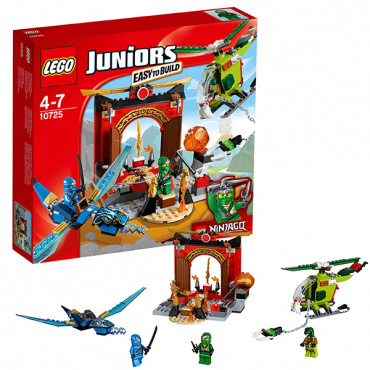 LEGO
JUNIORS
EASY TO BUILD
4-7
10725
NINJAGO